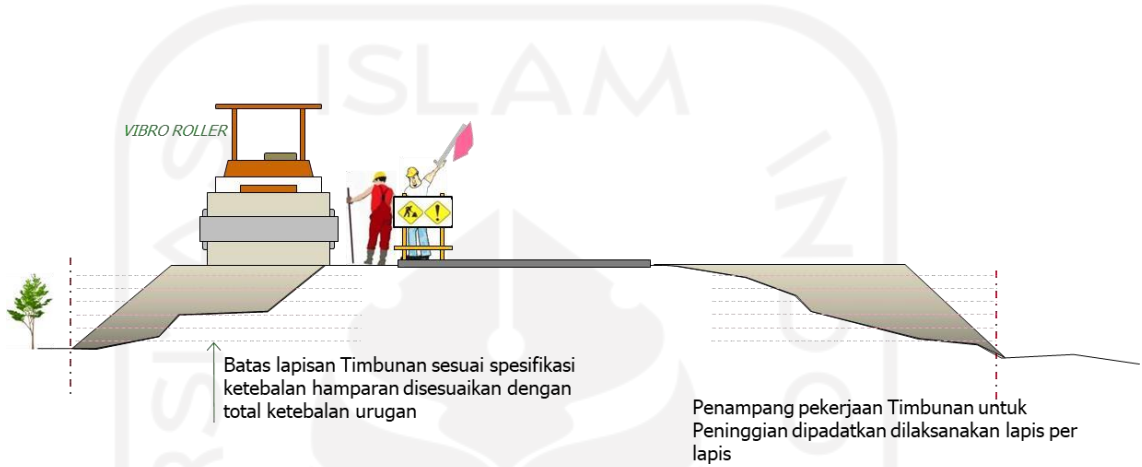 ISLAM
VIBRO ROLLER
Batas lapisan Timbunan sesuai spesifikasi
ketebalan hamparan disesuaikan dengan
total ketebalan urugan
Penampang pekerjaan Timbunan untuk
Peninggian dipadatkan dilaksanakan lapis per
lapis